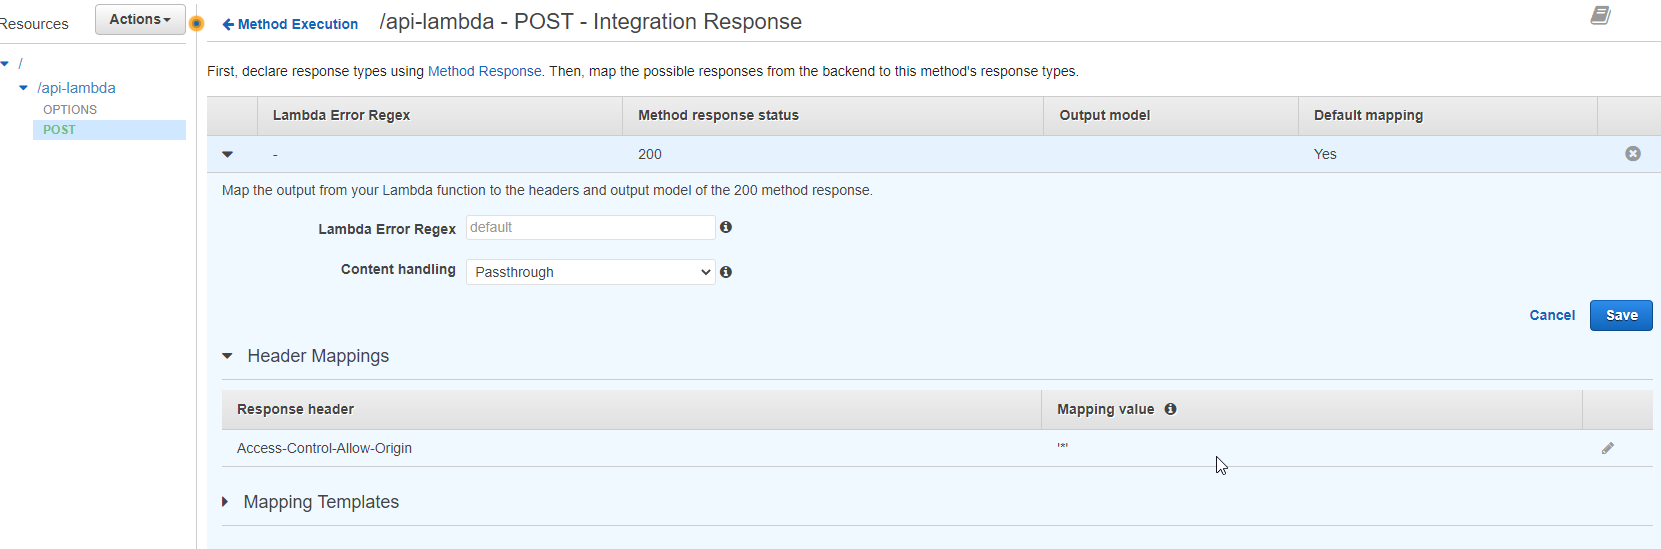 Resources
Actions
Method Execution
/api-lambda - POST - Integration Response
/
/api-lambda
OPTIONS
POST
First, declare response types using Method Response. Then, map the possible responses from the backend to this method's response types.
Lambda Error Regex
Method response status
Output model
Default mapping
-
200
Yes
Map the output from your Lambda function to the headers and output model of the 200 method response.
Lambda Error Regex
default
Content handling
Passthrough
Cancel
Save
Header Mappings
Response header
Mapping value
Access-Control-Allow-Origin
'*'
Mapping Templates